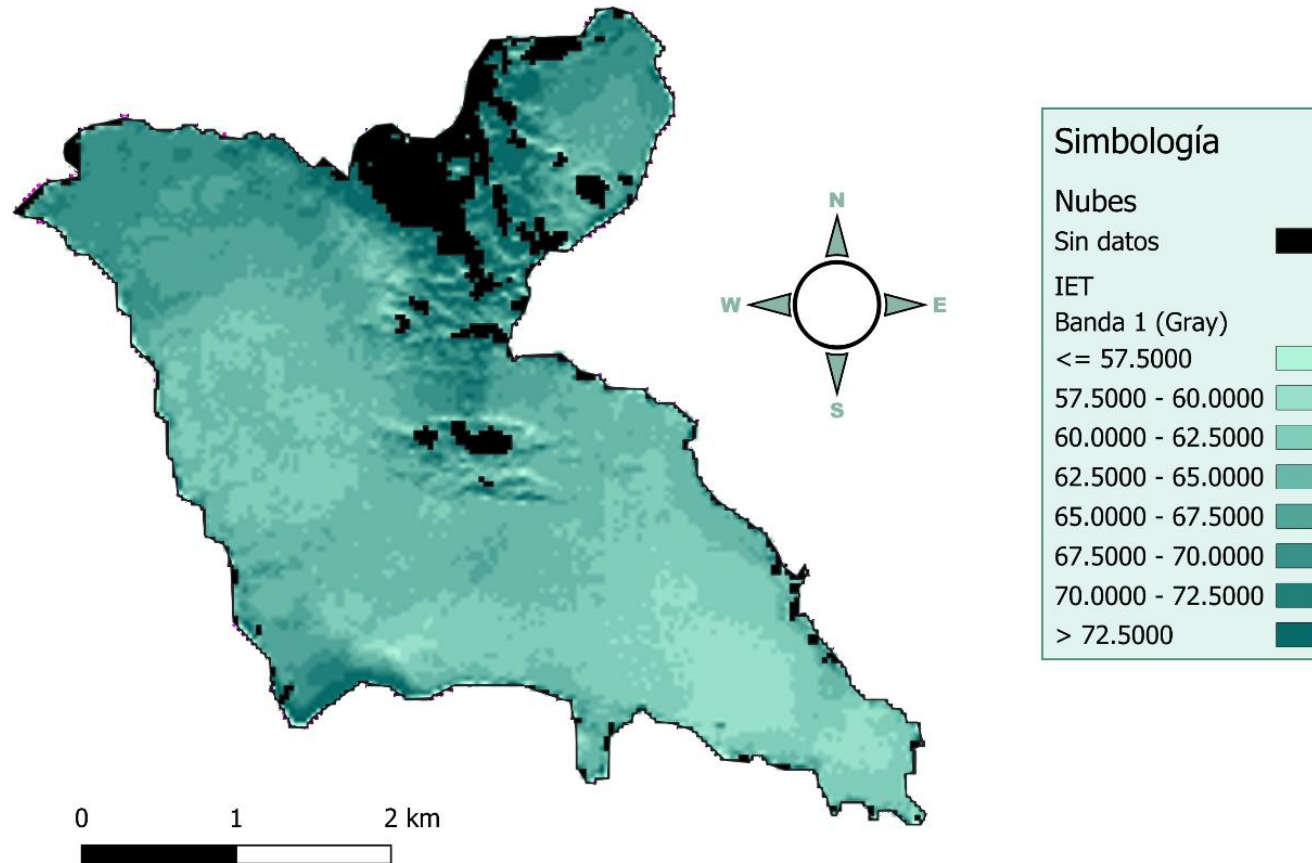 N
W
E
S
Simbología
Nubes
Sin datos
IET
Banda 1 (Gray)
<= 57.5000
57.5000 - 60.0000
60.0000 - 62.5000
62.5000 - 65.0000
65.0000 - 67.5000
67.5000 - 70.0000
70.0000 - 72.5000
> 72.5000
0 1 2 km